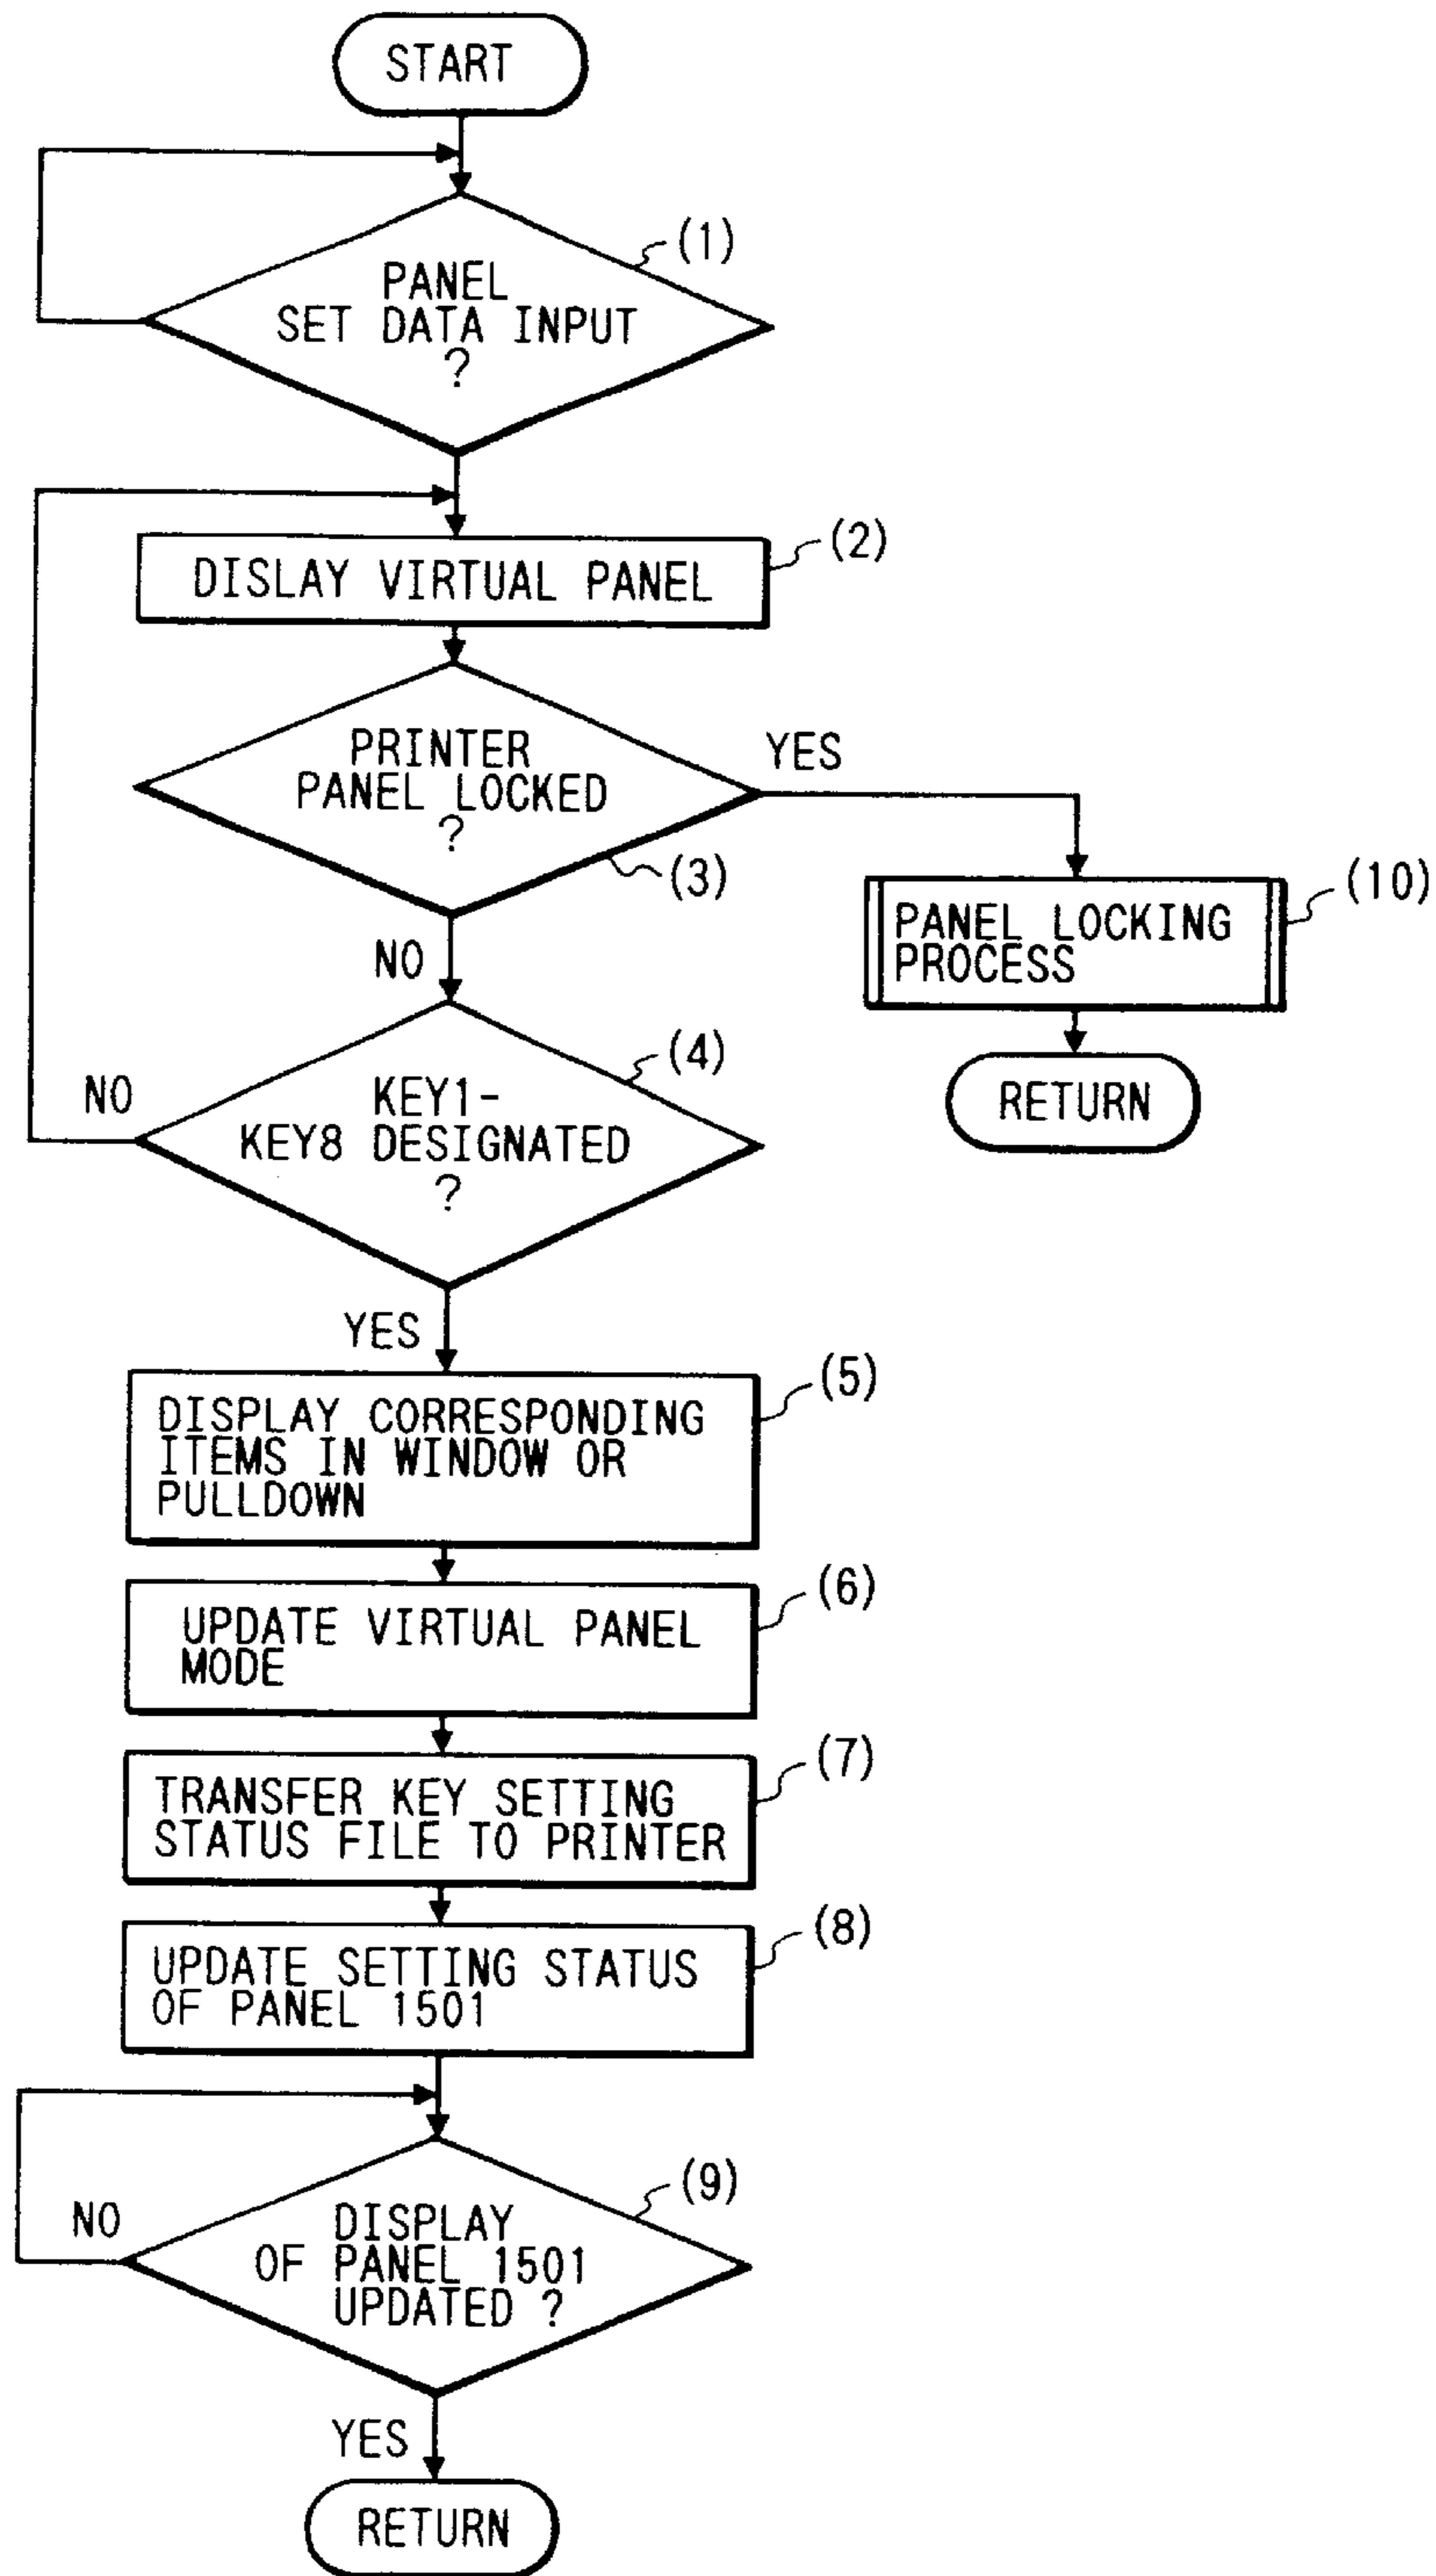 START
(1)
PANEL
SET DATA INPUT
?
(2)
DISLAY VIRTUAL PANEL
PRINTER
PANEL LOCKED
?
YES
(3)
(10)
PANEL LOCKING
PROCESS
RETURN
NO
(4)
KEY1-
KEY8 DESIGNATED
?
NO
YES
(5)
DISPLAY CORRESPONDING
ITEMS IN WINDOW OR
PULLDOWN
(6)
UPDATE VIRTUAL PANEL
MODE
(7)
TRANSFER KEY SETTING
STATUS FILE TO PRINTER
(8)
UPDATE SETTING STATUS
OF PANEL 1501
(9)
DISPLAY
OF PANEL 1501
UPDATED ?
NO
YES
RETURN